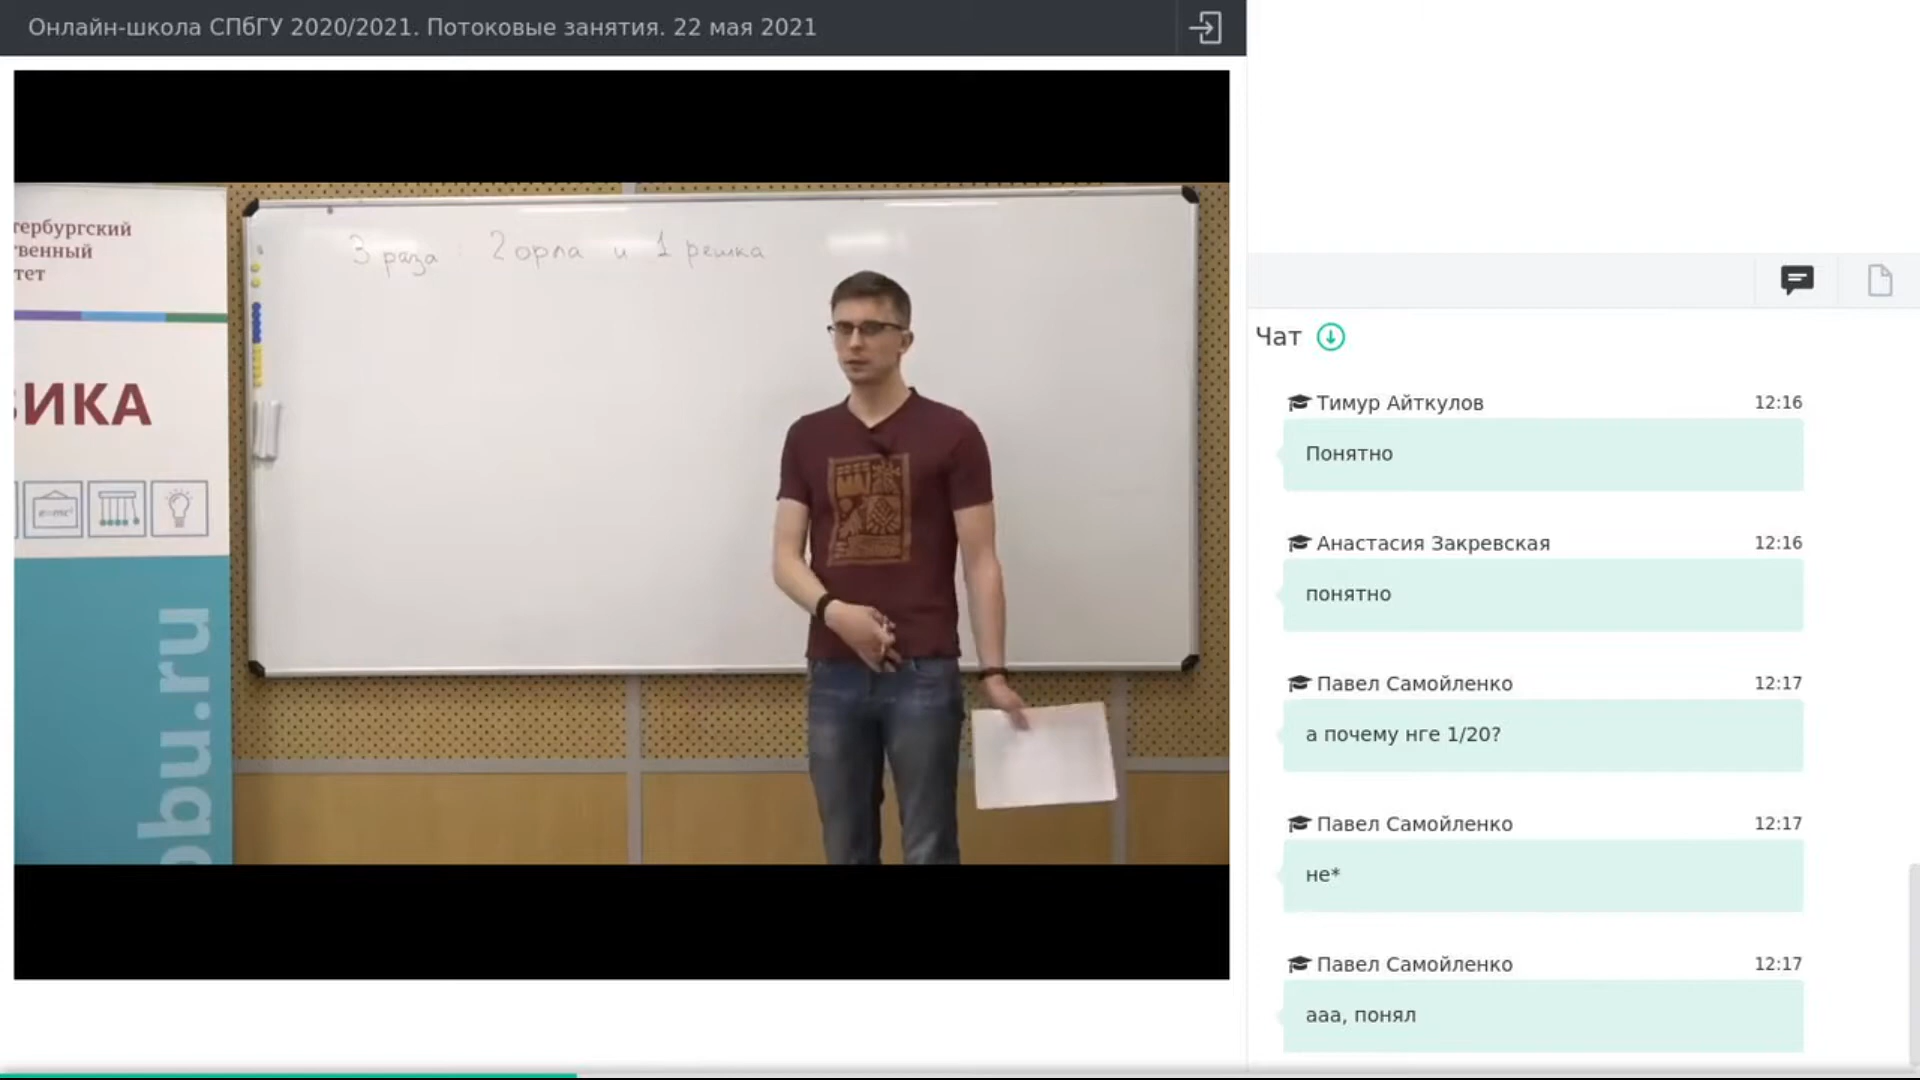 Онлайн-школа СПбГУ 2020/2021. Потоковые занятия. 22 мая 2021
тербургский
венный
тет
ЗИКА
e=mc²
bu.ru
3 раза : 2 орла и 1 решка
Чат
Тимур Айткулов 12:16
Понятно
Анастасия Закревская 12:16
понятно
Павел Самойленко 12:17
а почему нге 1/20?
Павел Самойленко 12:17
не*
Павел Самойленко 12:17
ааа, понял